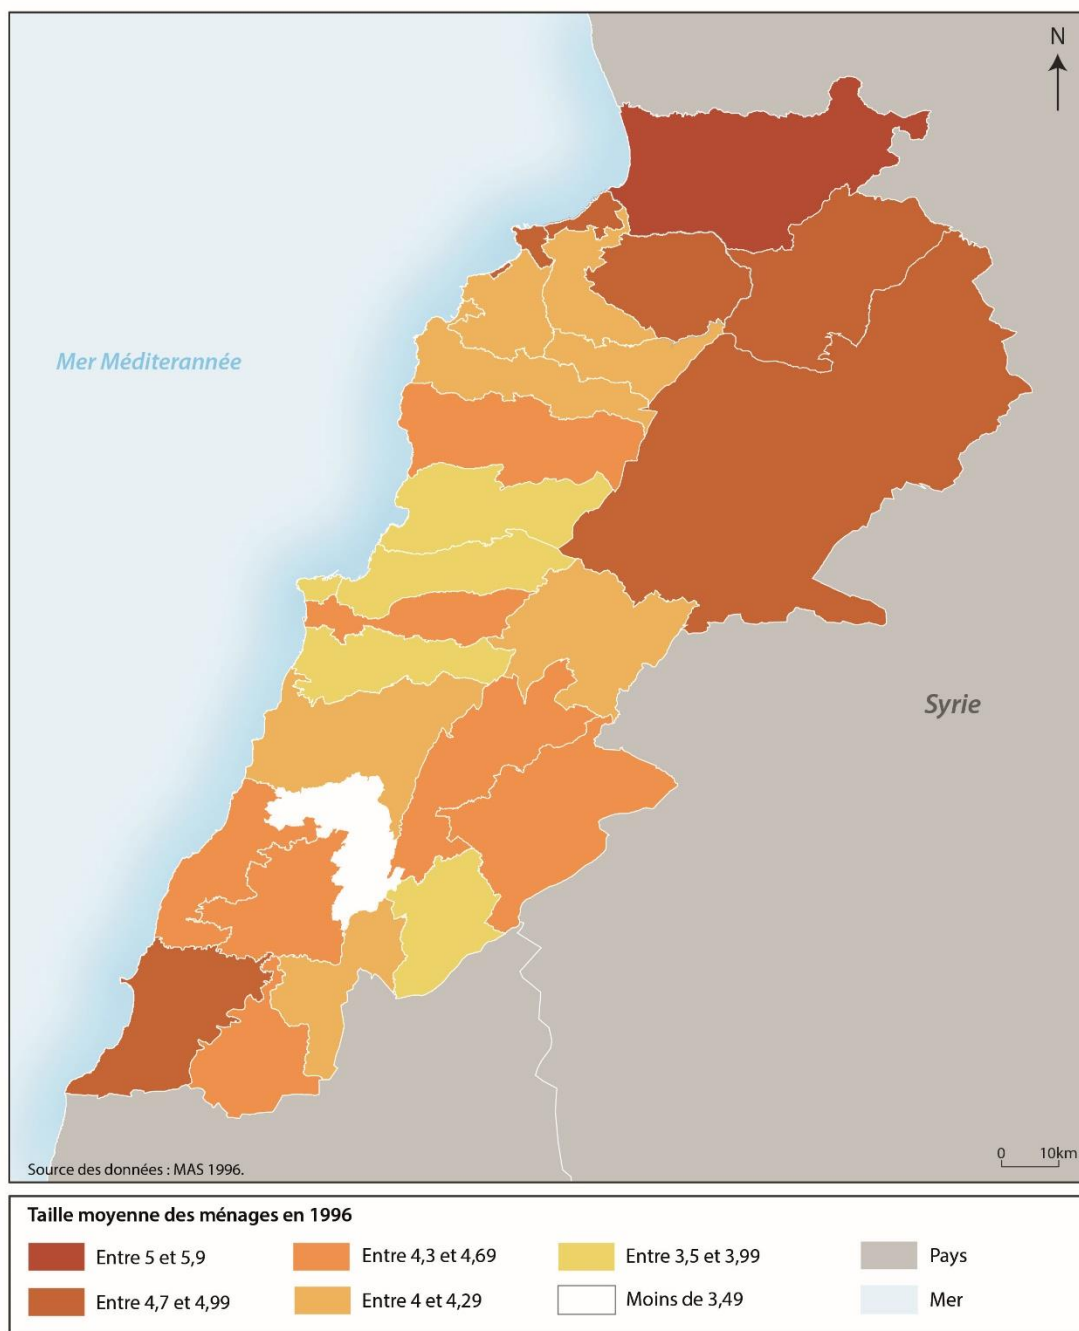 N
Mer Méditerannée
Syrie
Source des données : MAS 1996.
0 10km
Taille moyenne des ménages en 1996
Entre 5 et 5,9
Entre 4,3 et 4,69
Entre 3,5 et 3,99
Pays
Entre 4,7 et 4,99
Entre 4 et 4,29
Moins de 3,49
Mer